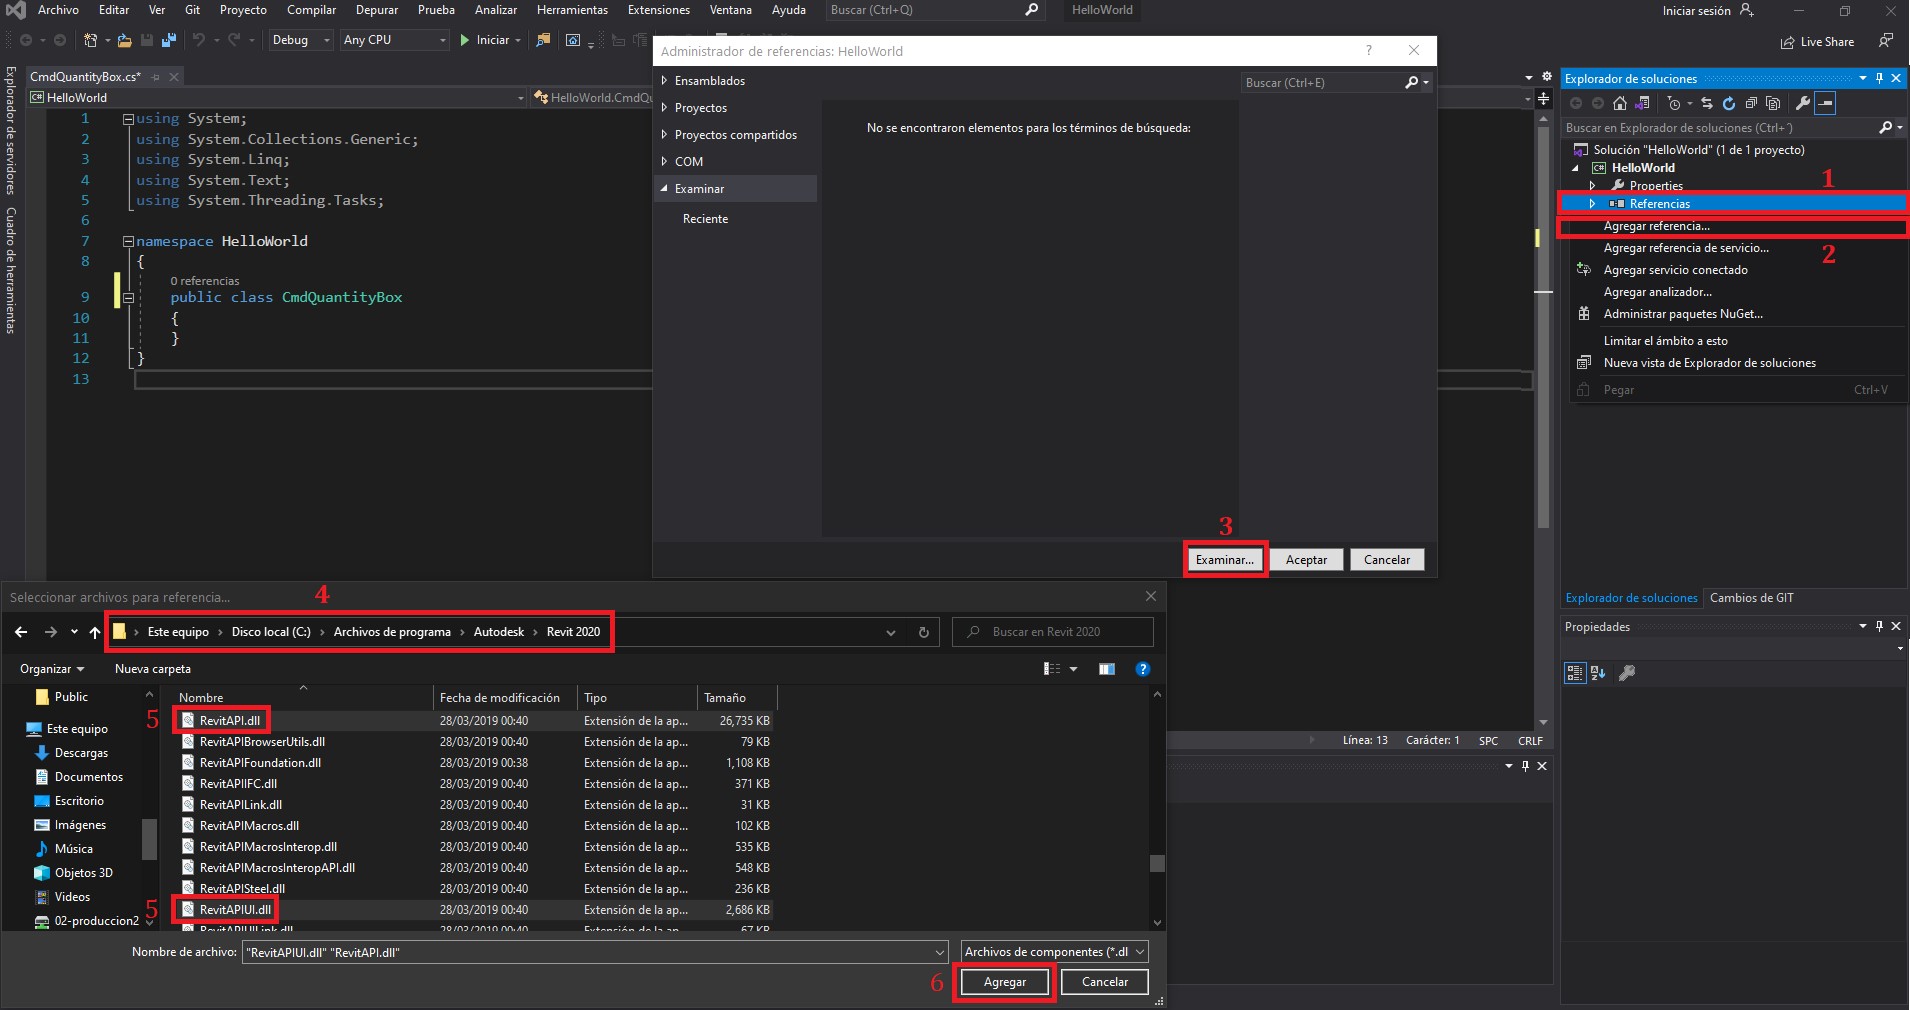 Archivo Editar Ver Git Proyecto Compilar Depurar Prueba Analizar Herramientas Extensiones Ventana Ayuda Buscar (Ctrl+Q) HelloWorld Iniciar sesión
Debug Any CPU Iniciar Live Share
Explorador de servidores
Cuadro de herramientas
CmdQuantityBox.cs*
C# HelloWorld HelloWorld.CmdQu
1 using System;
2 using System.Collections.Generic;
3 using System.Linq;
4 using System.Text;
5 using System.Threading.Tasks;
6
7 namespace HelloWorld
8 {
0 referencias
9 public class CmdQuantityBox
10 {
11 }
12 }
13
Administrador de referencias: HelloWorld ?
Ensamblados
Proyectos
Proyectos compartidos
COM
Examinar
Reciente
Buscar (Ctrl+E)
No se encontraron elementos para los términos de búsqueda:
3
Examinar... Aceptar Cancelar
Explorador de soluciones
Buscar en Explorador de soluciones (Ctrl+´)
Solución "HelloWorld" (1 de 1 proyecto)
C# HelloWorld
Properties
1
Referencias
Agregar referencia...
2
Agregar referencia de servicio...
Agregar servicio conectado
Agregar analizador...
Administrar paquetes NuGet...
Limitar el ámbito a esto
Nueva vista de Explorador de soluciones
Pegar Ctrl+V
Explorador de soluciones Cambios de GIT
Propiedades
Línea: 13 Carácter: 1 SPC CRLF
Seleccionar archivos para referencia...
4
Este equipo › Disco local (C:) › Archivos de programa › Autodesk › Revit 2020
Buscar en Revit 2020
Organizar Nueva carpeta ?
Public
Este equipo
Descargas
Documentos
Escritorio
Imágenes
Música
Objetos 3D
Videos
02-produccion2
Nombre Fecha de modificación Tipo Tamaño
5 RevitAPI.dll 28/03/2019 00:40 Extensión de la ap... 26,735 KB
RevitAPIBrowserUtils.dll 28/03/2019 00:40 Extensión de la ap... 79 KB
RevitAPIFoundation.dll 28/03/2019 00:38 Extensión de la ap... 1,108 KB
RevitAPIIFC.dll 28/03/2019 00:40 Extensión de la ap... 371 KB
RevitAPILink.dll 28/03/2019 00:40 Extensión de la ap... 31 KB
RevitAPIMacros.dll 28/03/2019 00:40 Extensión de la ap... 102 KB
RevitAPIMacrosInterop.dll 28/03/2019 00:40 Extensión de la ap... 535 KB
RevitAPIMacrosInteropAPI.dll 28/03/2019 00:40 Extensión de la ap... 548 KB
RevitAPISteel.dll 28/03/2019 00:40 Extensión de la ap... 236 KB
5 RevitAPIUI.dll 28/03/2019 00:40 Extensión de la ap... 2,686 KB
RevitAPIUILink.dll 28/03/2019 00:40 Extensión de la ap... 67 KB
Nombre de archivo: "RevitAPIUI.dll" "RevitAPI.dll" Archivos de componentes (*.dl
6 Agregar Cancelar